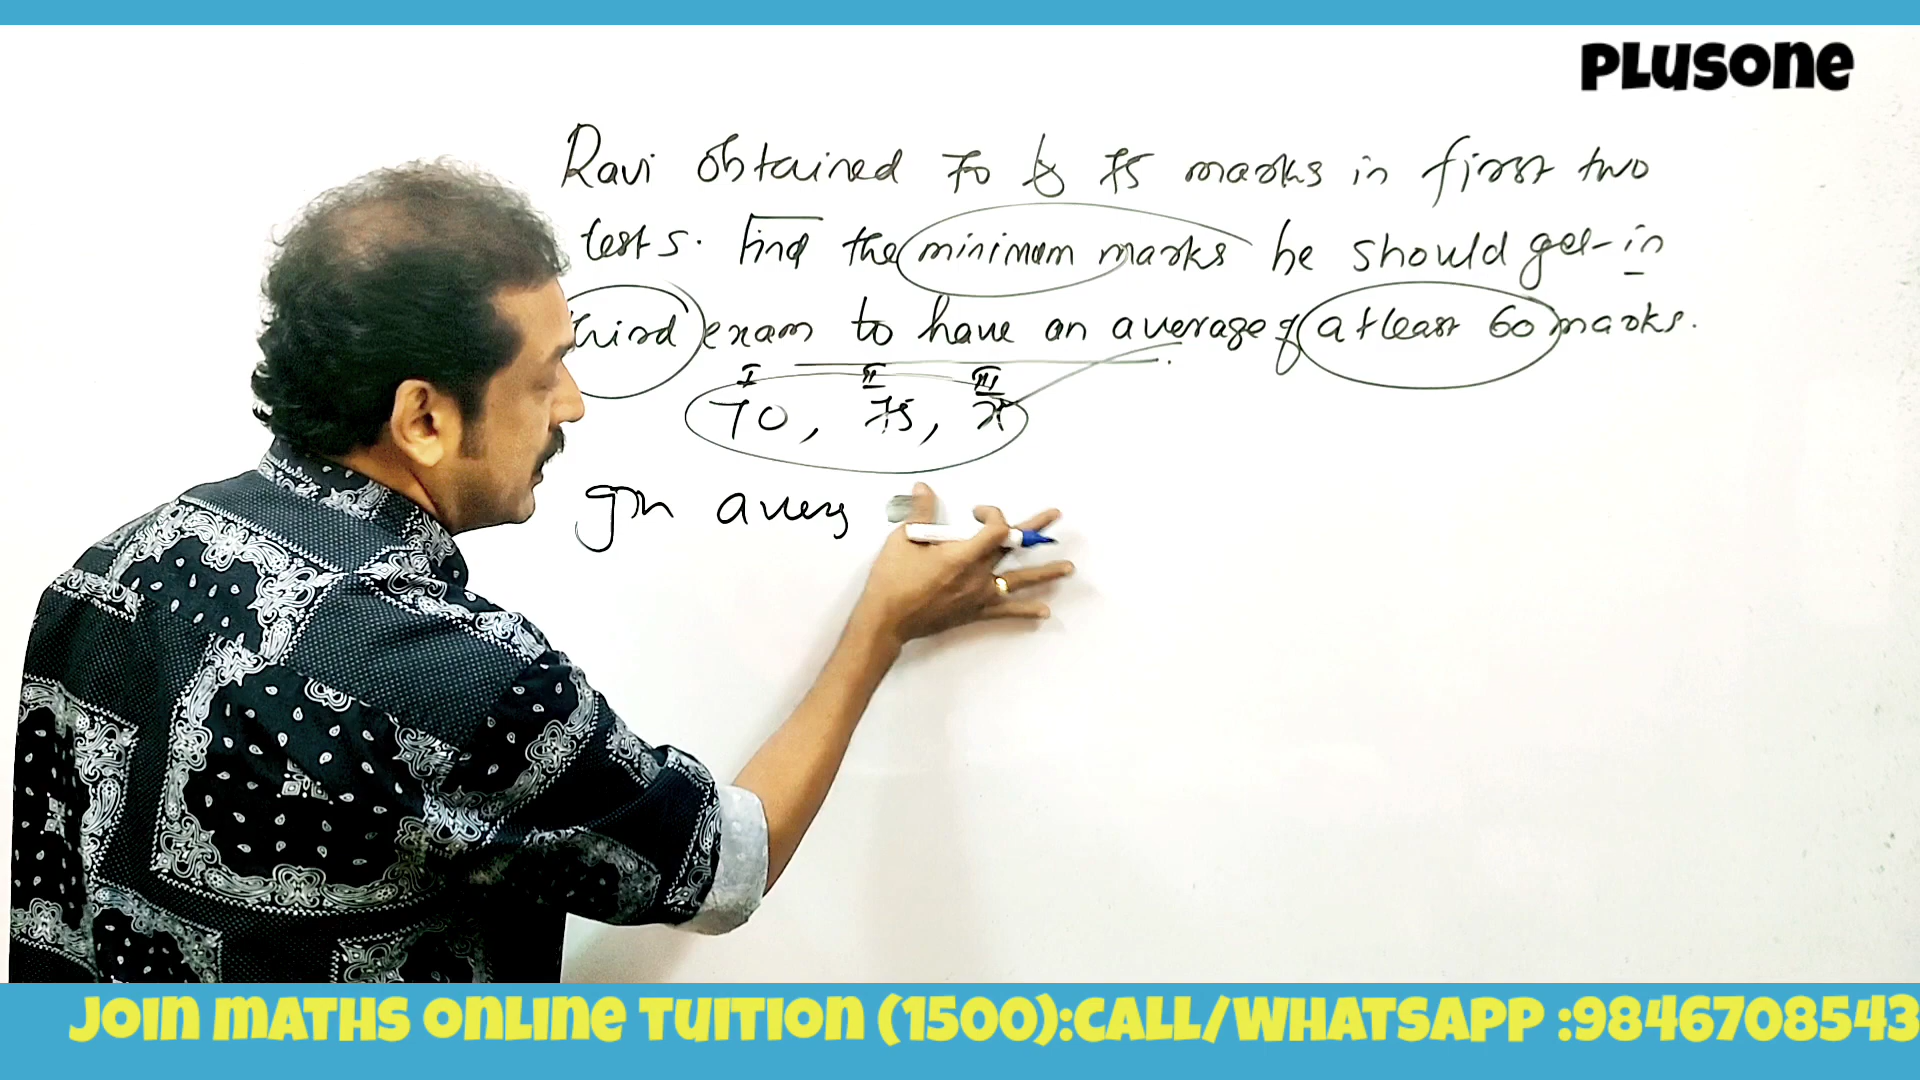 PLUSONE
Ravi obtained 70 & 75 marks in first two
tests. Find the minimum marks he should get in
third exam to have an average of atleast 60 marks.
I II III
70, 75, x
gn averg
JOIN MATHS ONLINE TUITION (1500):CALL/WHATSAPP :9846708543